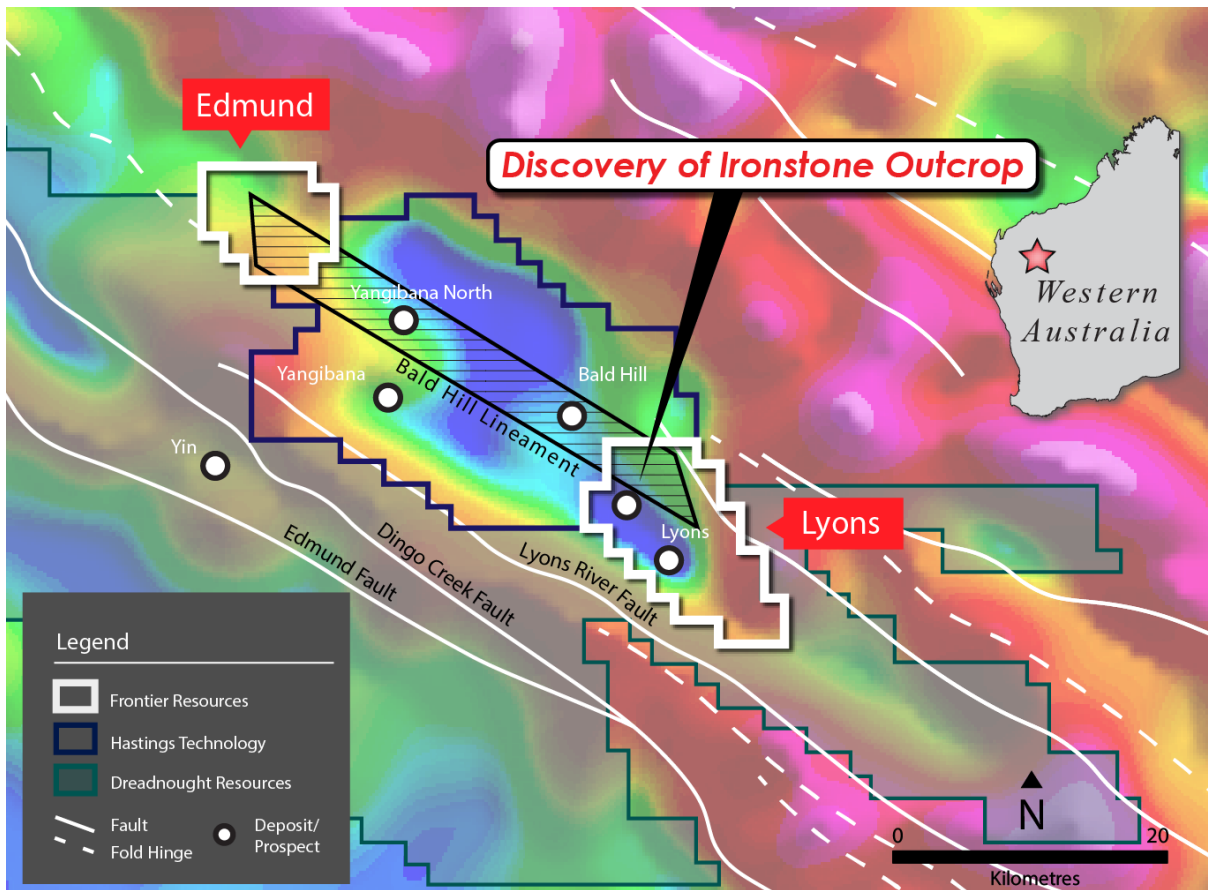 Edmund
Discovery of Ironstone Outcrop
Western
Australia
Yangibana North
Yangibana
Bald Hill
Bald Hill Lineament
Yin
Lyons
Lyons
Edmund Fault
Dingo Creek Fault
Lyons River Fault
Legend
Frontier Resources
Hastings Technology
Dreadnought Resources
Fault
Fold Hinge
Deposit/
Prospect
N
0
20
Kilometres